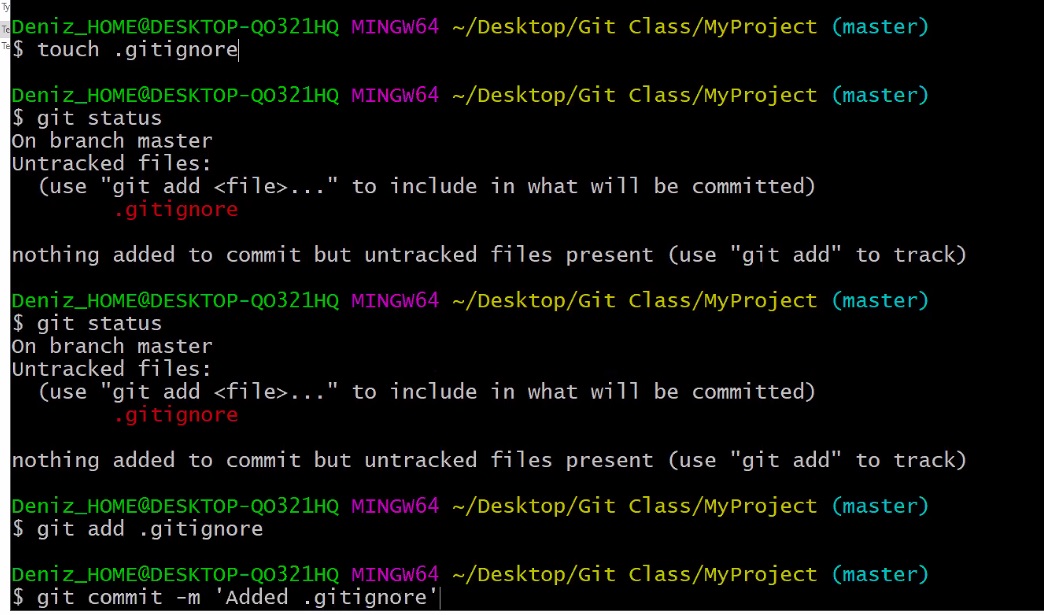 Ty
Deniz_HOME@DESKTOP-QO321HQ MINGW64 ~/Desktop/Git Class/MyProject (master)
$ touch .gitignore
Deniz_HOME@DESKTOP-QO321HQ MINGW64 ~/Desktop/Git Class/MyProject (master)
$ git status
On branch master
Untracked files:
  (use "git add <file>..." to include in what will be committed)
        .gitignore
nothing added to commit but untracked files present (use "git add" to track)
Deniz_HOME@DESKTOP-QO321HQ MINGW64 ~/Desktop/Git Class/MyProject (master)
$ git status
On branch master
Untracked files:
  (use "git add <file>..." to include in what will be committed)
        .gitignore
nothing added to commit but untracked files present (use "git add" to track)
Deniz_HOME@DESKTOP-QO321HQ MINGW64 ~/Desktop/Git Class/MyProject (master)
$ git add .gitignore
Deniz_HOME@DESKTOP-QO321HQ MINGW64 ~/Desktop/Git Class/MyProject (master)
$ git commit -m 'Added .gitignore'